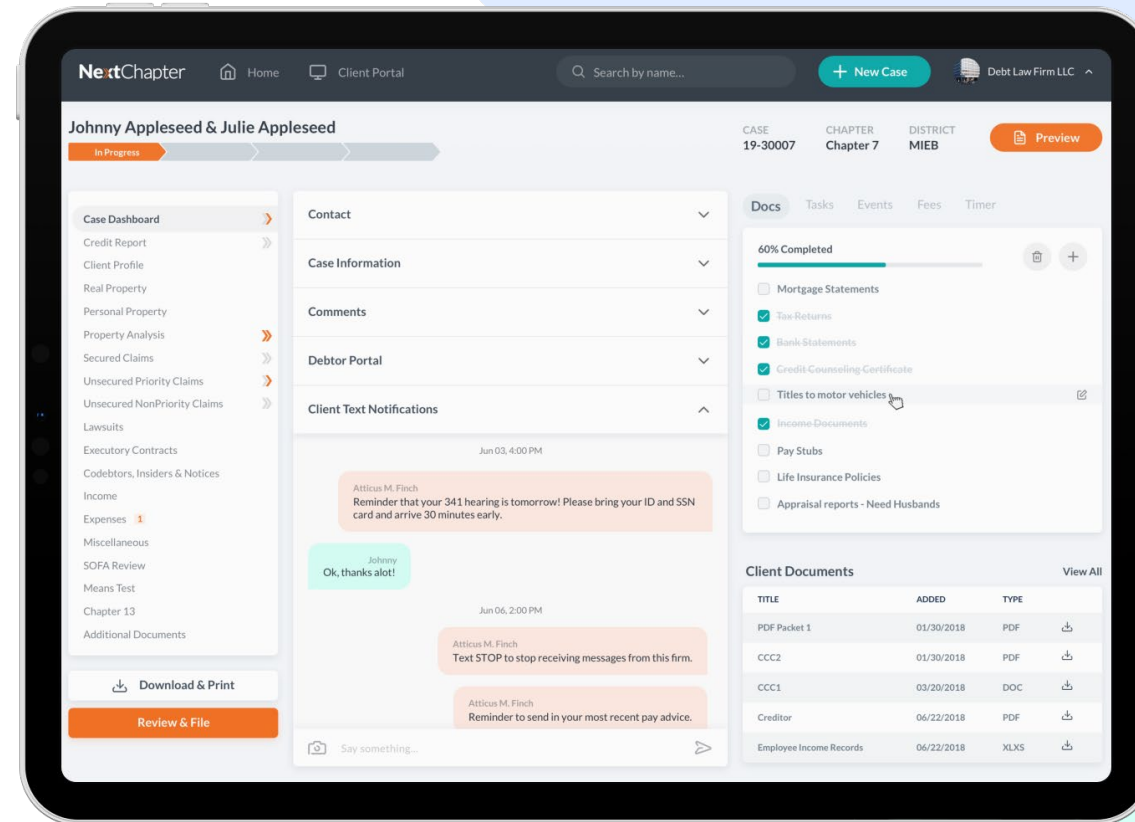 NextChapter
Home
Client Portal
Search by name...
+ New Case
Debt Law Firm LLC
Johnny Appleseed & Julie Appleseed
In Progress
CASE
19-30007
CHAPTER
Chapter 7
DISTRICT
MIEB
Preview
Case Dashboard
Credit Report
Client Profile
Real Property
Personal Property
Property Analysis
Secured Claims
Unsecured Priority Claims
Unsecured NonPriority Claims
Lawsuits
Executory Contracts
Codebtors, Insiders & Notices
Income
Expenses 1
Miscellaneous
SOFA Review
Means Test
Chapter 13
Additional Documents
Download & Print
Review & File
Contact
Case Information
Comments
Debtor Portal
Client Text Notifications
Jun 03, 4:00 PM
Atticus M. Finch
Reminder that your 341 hearing is tomorrow! Please bring your ID and SSN
card and arrive 30 minutes early.
Johnny
Ok, thanks alot!
Jun 06, 2:00 PM
Atticus M. Finch
Text STOP to stop receiving messages from this firm.
Atticus M. Finch
Reminder to send in your most recent pay advice.
Say something...
Docs Tasks Events Fees Timer
60% Completed
Mortgage Statements
Tax Returns
Bank Statements
Credit Counseling Certificate
Titles to motor vehicles
Income Documents
Pay Stubs
Life Insurance Policies
Appraisal reports - Need Husbands
Client Documents View All
TITLE ADDED TYPE
PDF Packet 1 01/30/2018 PDF
CCC2 01/30/2018 PDF
CCC1 03/20/2018 DOC
Creditor 06/22/2018 PDF
Employee Income Records 06/22/2018 XLXS